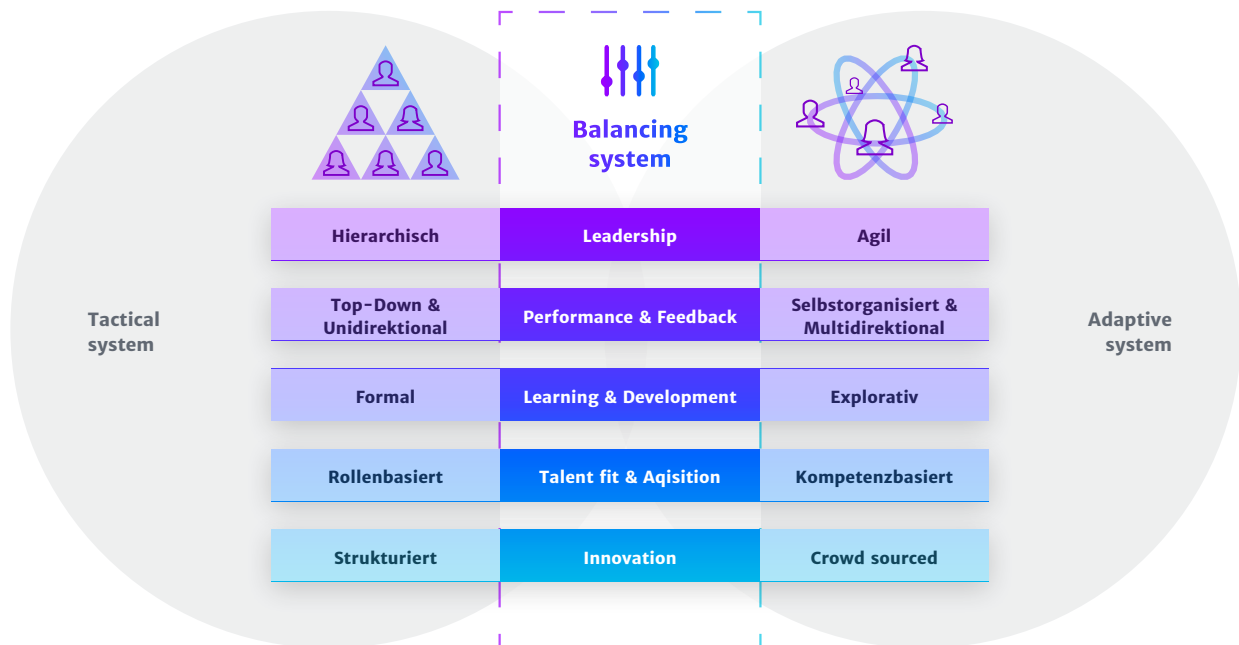 Balancing
system
Hierarchisch
Leadership
Agil
Top-Down &
Unidirektional
Performance & Feedback
Selbstorganisiert &
Multidirektional
Tactical
system
Adaptive
system
Formal
Learning & Development
Explorativ
Rollenbasiert
Talent fit & Aqisition
Kompetenzbasiert
Strukturiert
Innovation
Crowd sourced